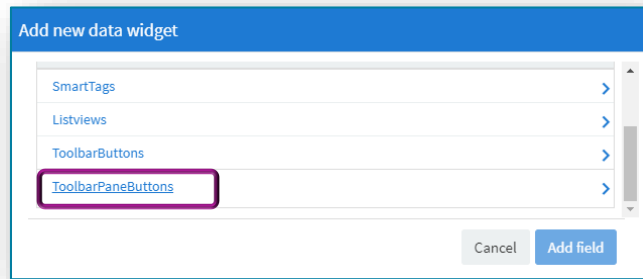 Add new data widget
SmartTags
Listviews
ToolbarButtons
ToolbarPaneButtons
Cancel Add field